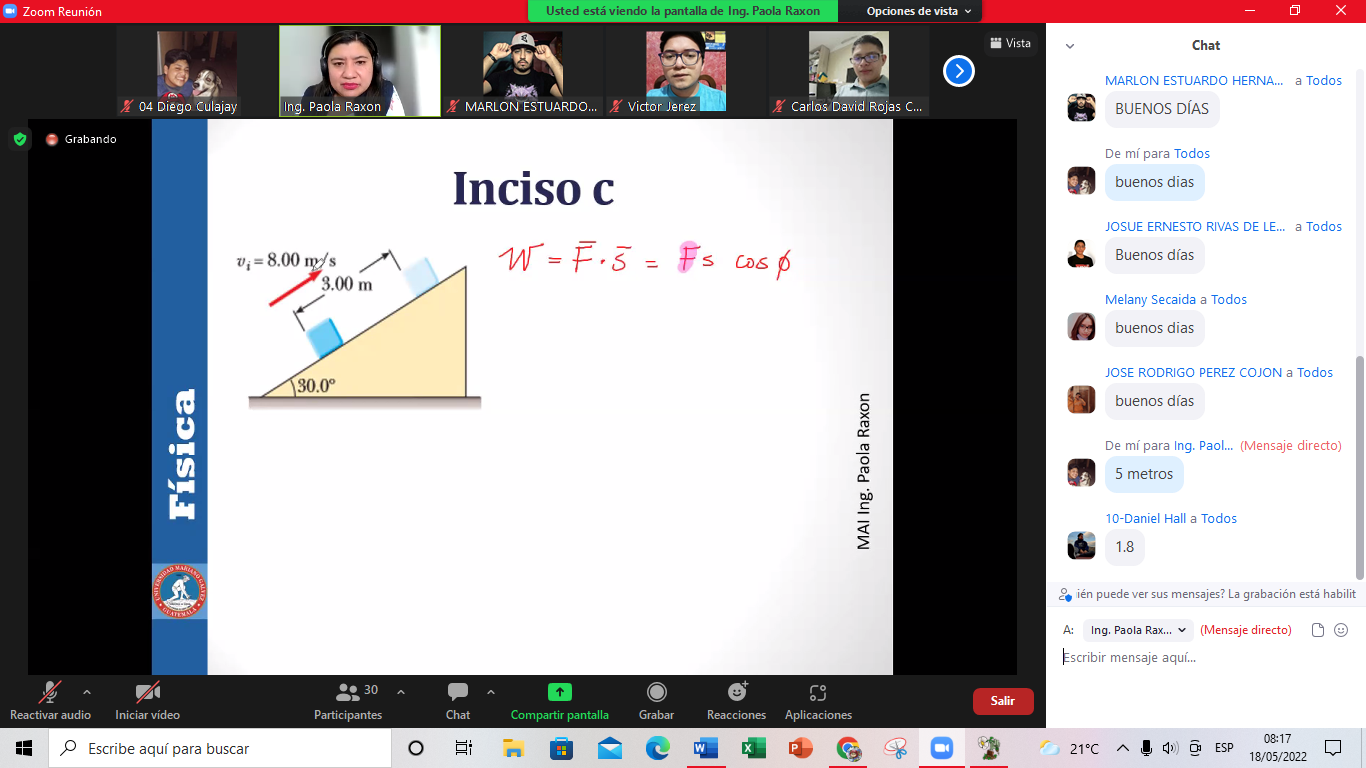 Zoom Reunión
Usted está viendo la pantalla de Ing. Paola Raxon
Opciones de vista
04 Diego Culajay
Ing. Paola Raxon
MARLON ESTUARDO...
Victor Jerez
Carlos David Rojas C...
Vista
Grabando
Inciso c
v_i = 8.00 m/s
3.00 m
30.0°
W = F̄ · s̄ = F s cos ϕ
Física
UNIVERSIDAD MARIANO GÁLVEZ
GUATEMALA
MAI Ing. Paola Raxon
Chat
MARLON ESTUARDO HERNA... a Todos
BUENOS DÍAS
De mí para Todos
buenos dias
JOSUE ERNESTO RIVAS DE LE... a Todos
Buenos días
Melany Secaida a Todos
buenos dias
JOSE RODRIGO PEREZ COJON a Todos
buenos días
De mí para Ing. Paol... (Mensaje directo)
5 metros
10-Daniel Hall a Todos
1.8
ién puede ver sus mensajes? La grabación está habilit
A: Ing. Paola Rax... (Mensaje directo)
Escribir mensaje aquí...
Reactivar audio
Iniciar vídeo
Participantes
30
Chat
Compartir pantalla
Grabar
Reacciones
Aplicaciones
Salir
Escribe aquí para buscar
21°C
ESP
08:17
18/05/2022